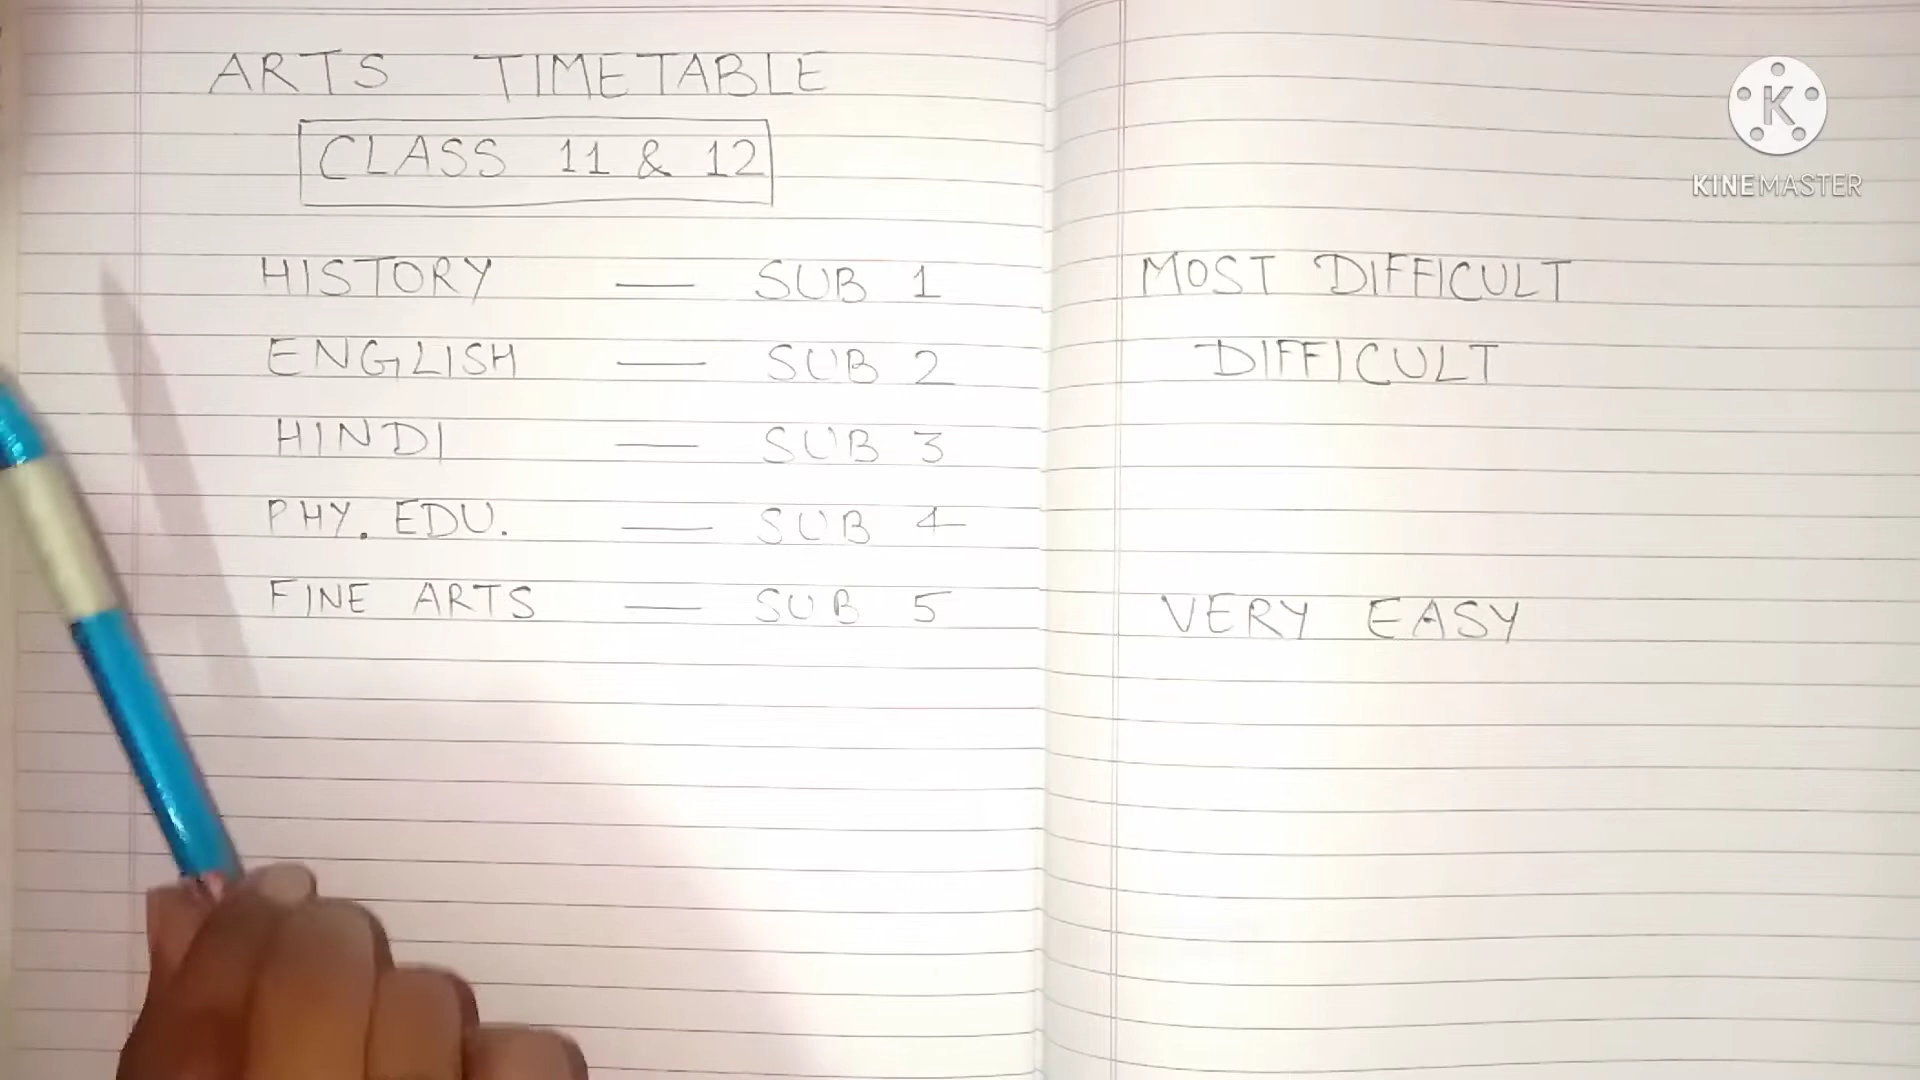 ARTS TIMETABLE
CLASS 11 & 12
HISTORY — SUB 1 MOST DIFFICULT
ENGLISH — SUB 2 DIFFICULT
HINDI — SUB 3
PHY. EDU. — SUB 4
FINE ARTS — SUB 5 VERY EASY
K
KINEMASTER